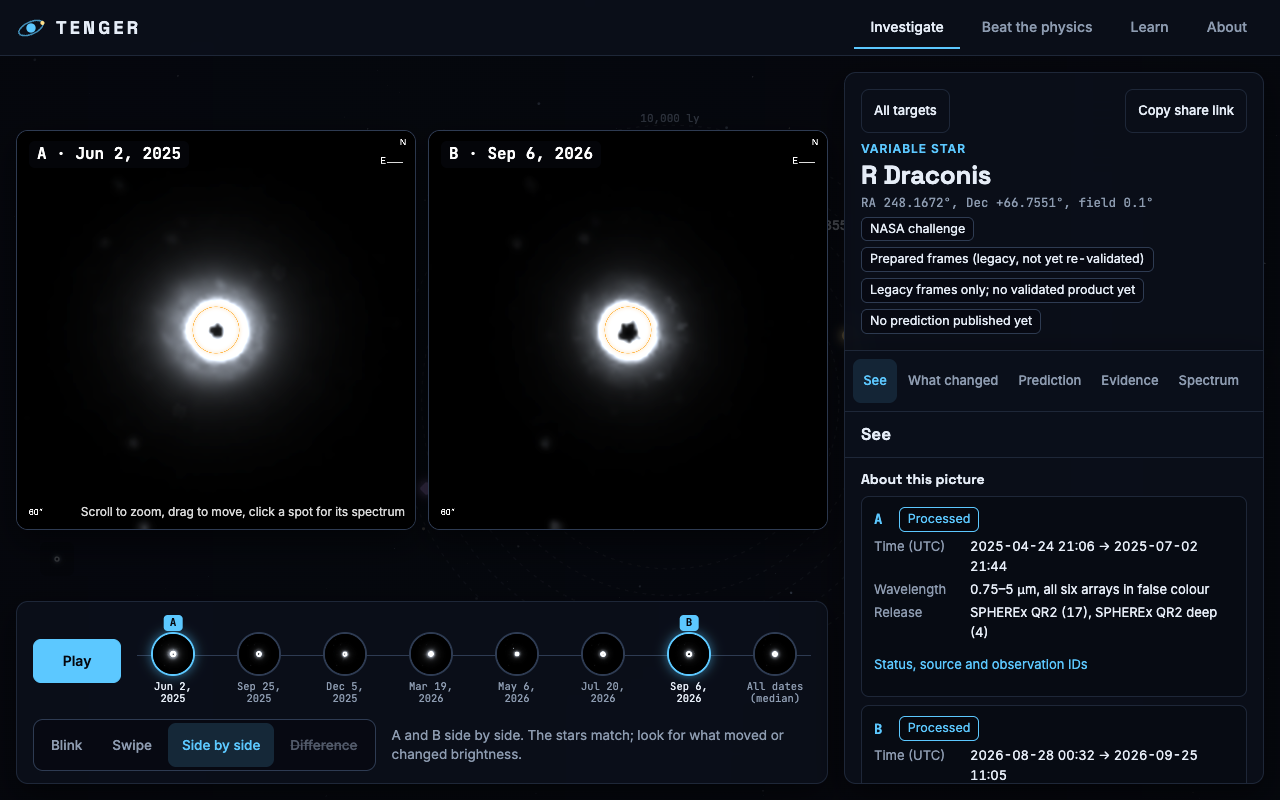 TENGER
Investigate
Beat the physics
Learn
About
10,000 ly
A · Jun 2, 2025
N
E
60"
Scroll to zoom, drag to move, click a spot for its spectrum
B · Sep 6, 2026
N
E
60"
All targets
Copy share link
VARIABLE STAR
R Draconis
RA 248.1672°, Dec +66.7551°, field 0.1°
NASA challenge
Prepared frames (legacy, not yet re-validated)
Legacy frames only; no validated product yet
No prediction published yet
See
What changed
Prediction
Evidence
Spectrum
See
About this picture
A
Processed
Time (UTC)
2025-04-24 21:06 → 2025-07-02
21:44
Wavelength
0.75–5 µm, all six arrays in false colour
Release
SPHEREx QR2 (17), SPHEREx QR2 deep
(4)
Status, source and observation IDs
B
Processed
Time (UTC)
2026-08-28 00:32 → 2026-09-25
11:05
Play
A
B
Jun 2,
2025
Sep 25,
2025
Dec 5,
2025
Mar 19,
2026
May 6,
2026
Jul 20,
2026
Sep 6,
2026
All dates
(median)
Blink
Swipe
Side by side
Difference
A and B side by side. The stars match; look for what moved or
changed brightness.